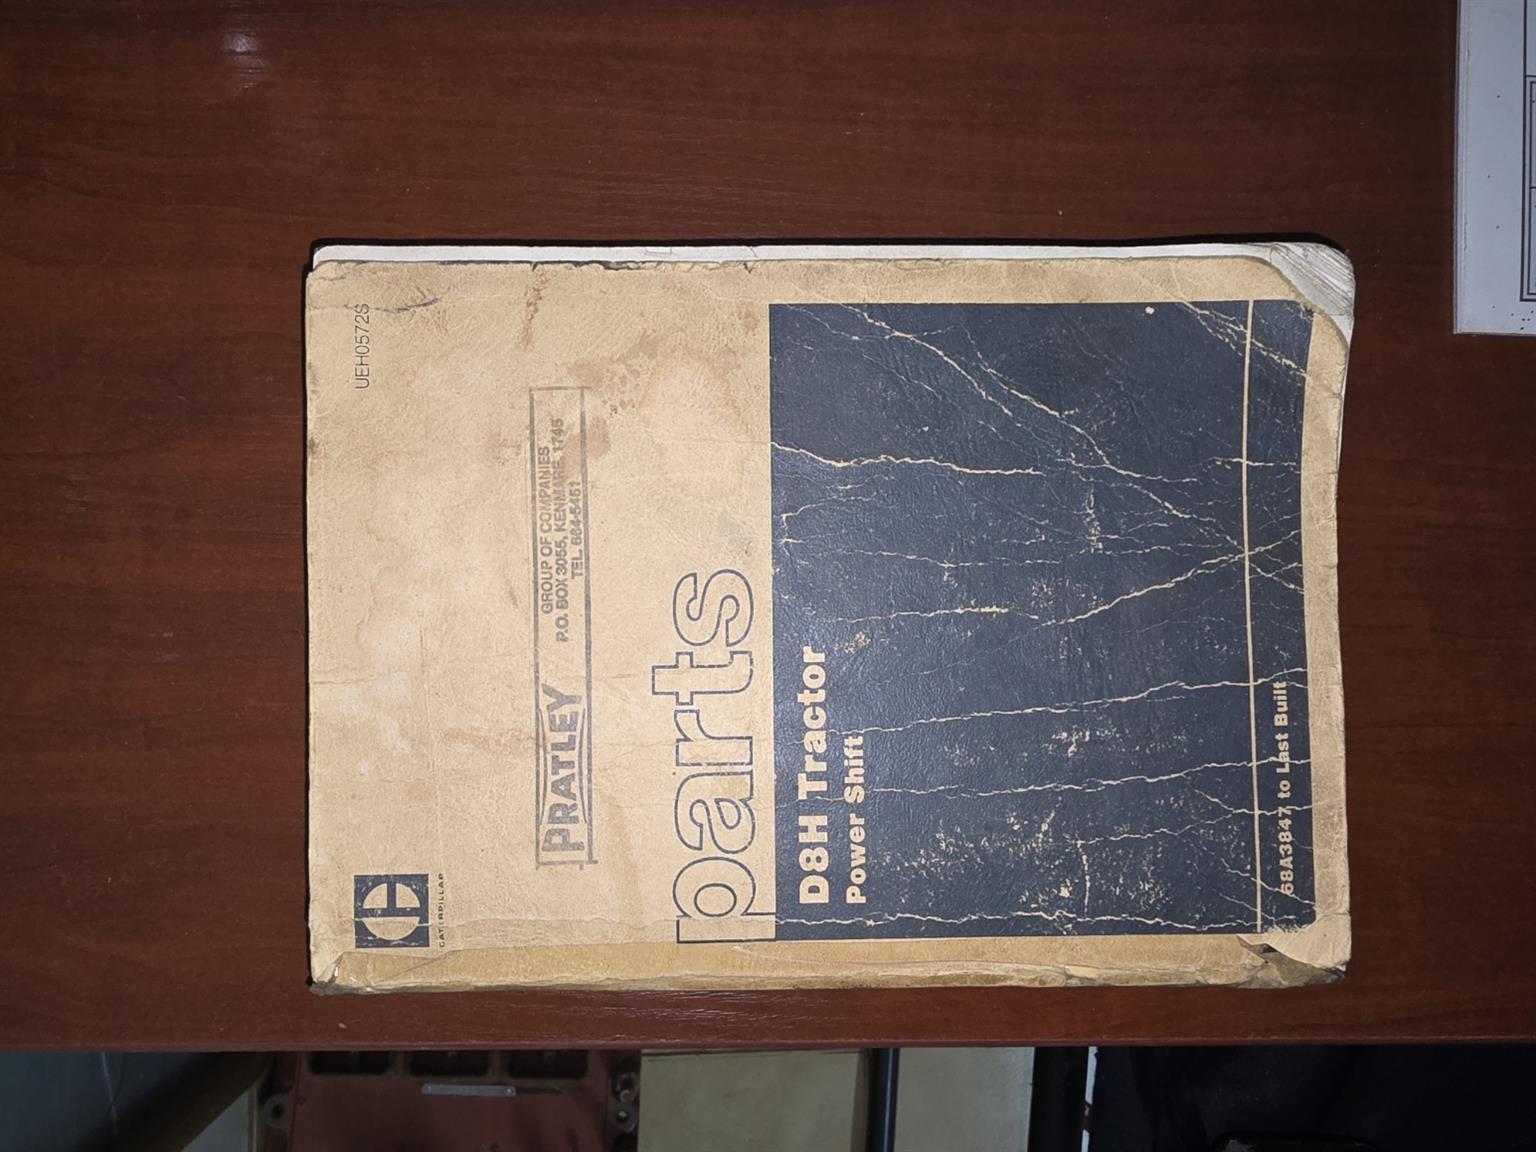 UEH0572S
CATERPILLAR
PRATLEY
GROUP OF COMPANIES
P.O. BOX 3055, KENMARE, 1745
TEL. 664-5461
parts
D8H Tractor
Power Shift
68A3847 to Last Built